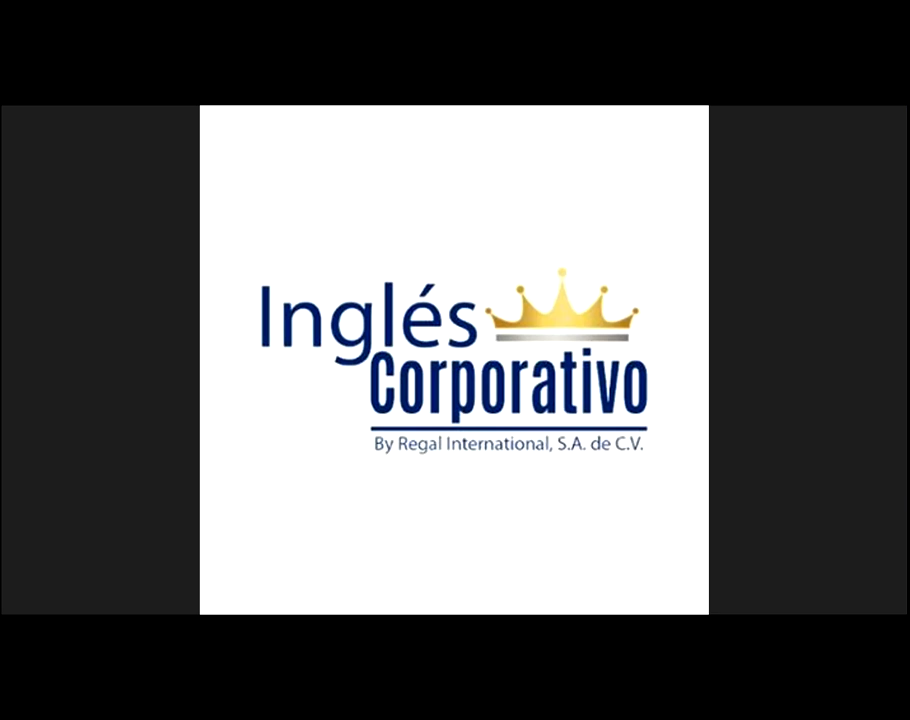 Inglés
Corporativo
By Regal International, S.A. de C.V.